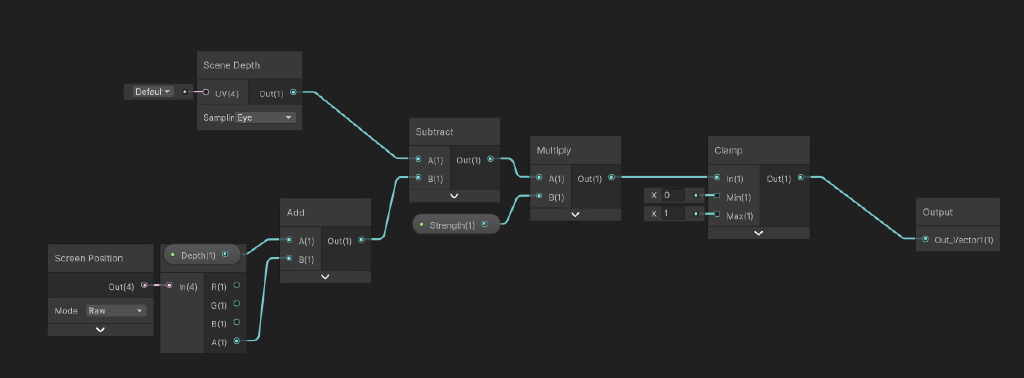 Scene Depth
Defaul
UV(4) Out(1)
Samplin Eye
Subtract
A(1) Out(1)
B(1)
Multiply
A(1) Out(1)
B(1)
Strength(1)
Clamp
In(1) Out(1)
X 0 Min(1)
X 1 Max(1)
Output
Out_Vector1(1)
Add
A(1) Out(1)
B(1)
Depth(1)
Screen Position
Out(4)
Mode Raw
In(4) R(1)
G(1)
B(1)
A(1)